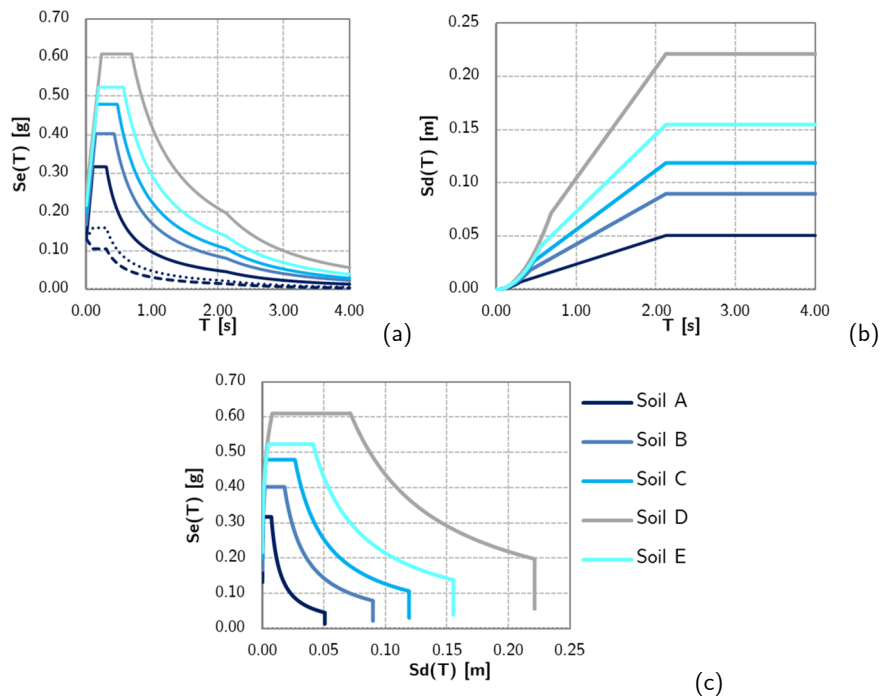 0.70
0.60
0.50
0.40
0.30
0.20
0.10
0.00
Se(T) [g]
0.00 1.00 2.00 3.00 4.00
T [s]
(a)
0.25
0.20
0.15
0.10
0.05
0.00
Sd(T) [m]
0.00 1.00 2.00 3.00 4.00
T [s]
(b)
0.70
0.60
0.50
0.40
0.30
0.20
0.10
0.00
Se(T) [g]
0.00 0.05 0.10 0.15 0.20 0.25
Sd(T) [m]
Soil A
Soil B
Soil C
Soil D
Soil E
(c)